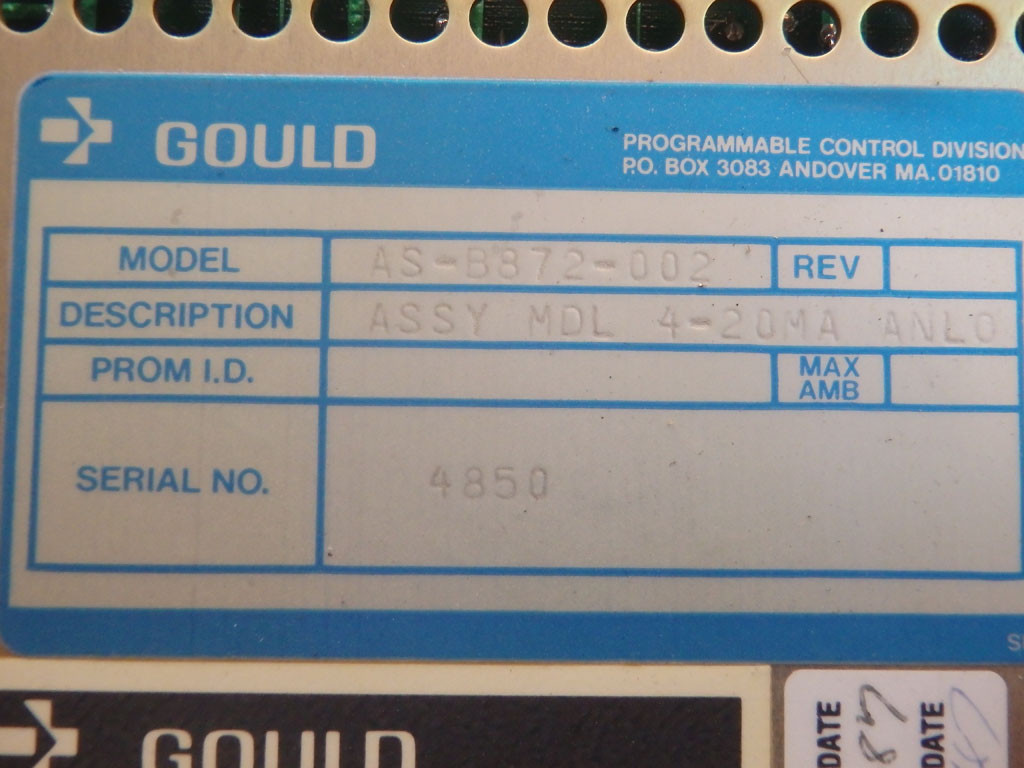 GOULD
PROGRAMMABLE CONTROL DIVISION
P.O. BOX 3083 ANDOVER MA. 01810
MODEL AS-B872-002 REV
DESCRIPTION ASSY MDL 4-20MA ANLO
PROM I.D. MAX AMB
SERIAL NO. 4850
GOULD
DATE 87
DATE